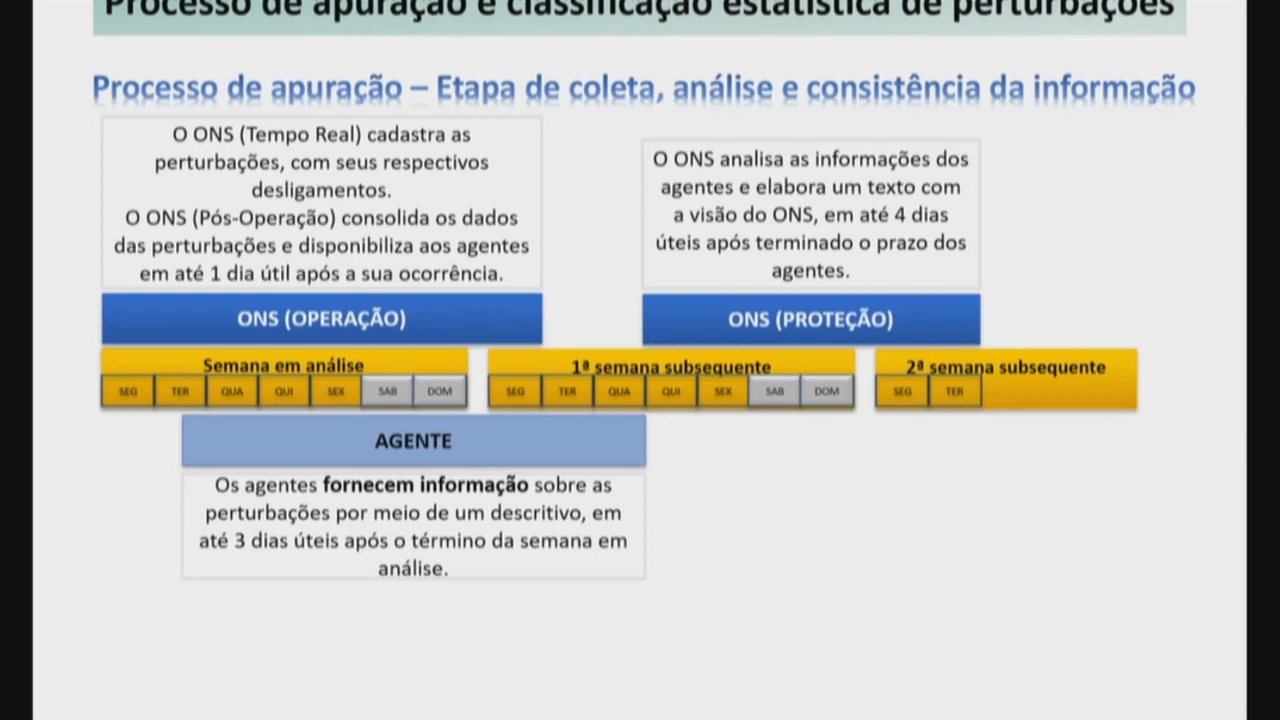 Processo de apuração e classificação estatística de perturbações
Processo de apuração – Etapa de coleta, análise e consistência da informação
O ONS (Tempo Real) cadastra as
perturbações, com seus respectivos
desligamentos.
O ONS (Pós-Operação) consolida os dados
das perturbações e disponibiliza aos agentes
em até 1 dia útil após a sua ocorrência.
O ONS analisa as informações dos
agentes e elabora um texto com
a visão do ONS, em até 4 dias
úteis após terminado o prazo dos
agentes.
ONS (OPERAÇÃO)
ONS (PROTEÇÃO)
Semana em análise
1ª semana subsequente
2ª semana subsequente
SEG TER QUA QUI SEX SAB DOM
SEG TER QUA QUI SEX SAB DOM
SEG TER
AGENTE
Os agentes fornecem informação sobre as
perturbações por meio de um descritivo, em
até 3 dias úteis após o término da semana em
análise.